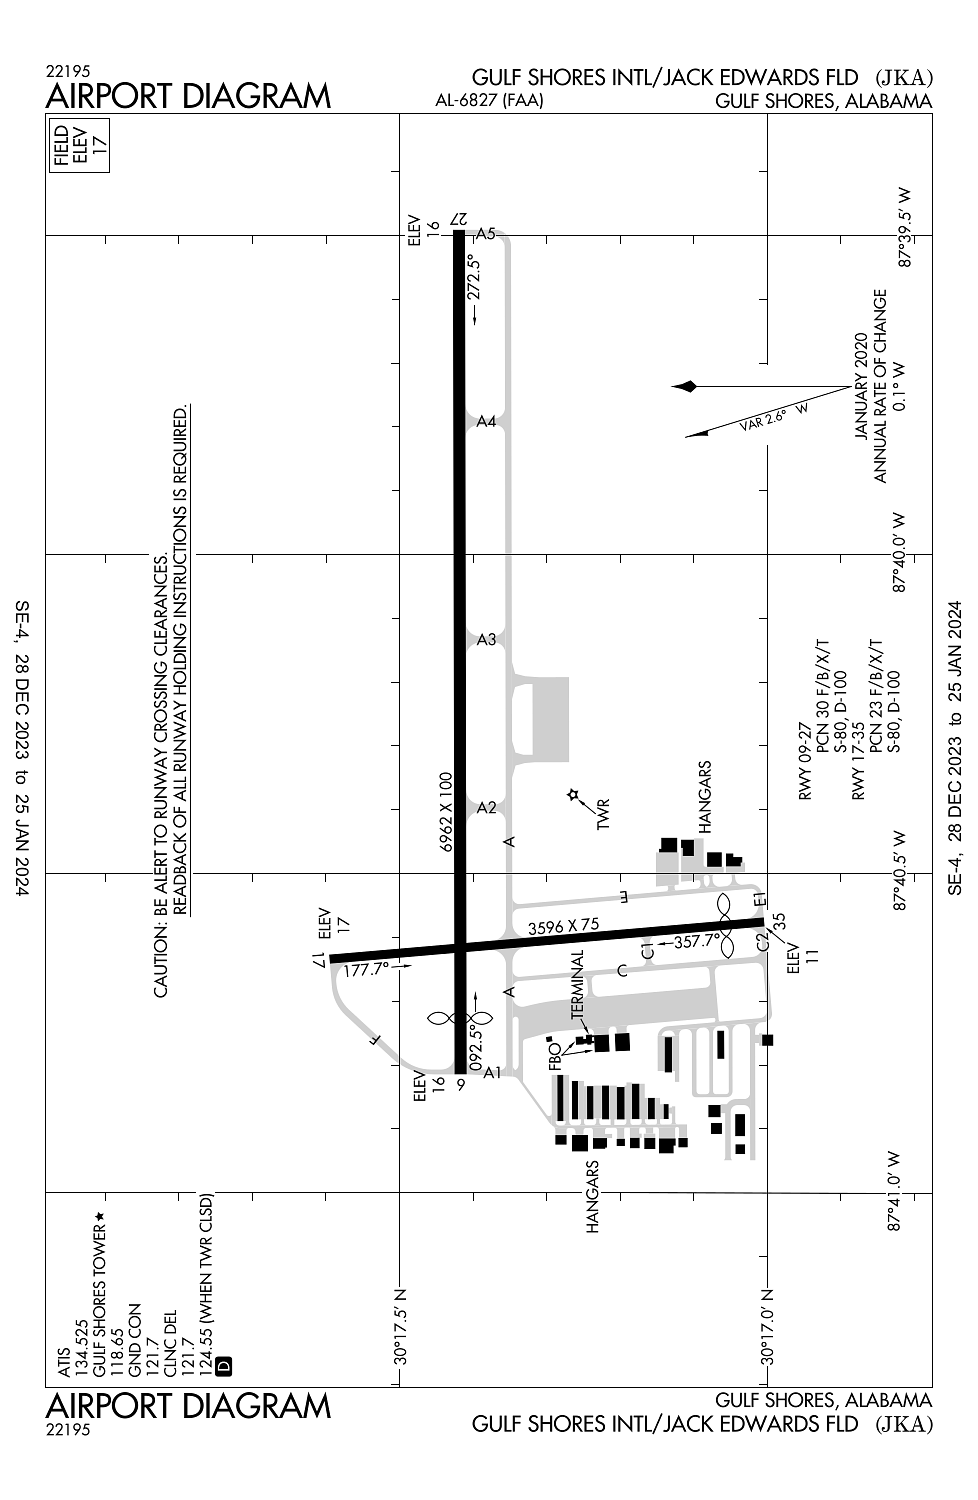 22195
AIRPORT DIAGRAM
AL-6827 (FAA)
GULF SHORES INTL/JACK EDWARDS FLD (JKA)
GULF SHORES, ALABAMA
FIELD
ELEV
17
ELEV
16
27
A5
272.5°
87°39.5' W
JANUARY 2020
ANNUAL RATE OF CHANGE
0.1° W
VAR 2.6° W
A4
CAUTION: BE ALERT TO RUNWAY CROSSING CLEARANCES.
READBACK OF ALL RUNWAY HOLDING INSTRUCTIONS IS REQUIRED.
87°40.0' W
A3
RWY 09-27
PCN 30 F/B/X/T
S-80, D-100
RWY 17-35
PCN 23 F/B/X/T
S-80, D-100
6962 X 100
A2
A
TWR
HANGARS
87°40.5' W
E
E1
3596 X 75
35
ELEV
17
17
177.7°
C1
357.7°
C2
ELEV
11
C
A
TERMINAL
FBO
F
092.5°
ELEV
16
9
A1
HANGARS
87°41.0' W
ATIS
134.525
GULF SHORES TOWER ★
118.65
GND CON
121.7
CLNC DEL
121.7
124.55 (WHEN TWR CLSD)
D
30°17.5' N
30°17.0' N
SE-4, 28 DEC 2023 to 25 JAN 2024
SE-4, 28 DEC 2023 to 25 JAN 2024
AIRPORT DIAGRAM
22195
GULF SHORES, ALABAMA
GULF SHORES INTL/JACK EDWARDS FLD (JKA)